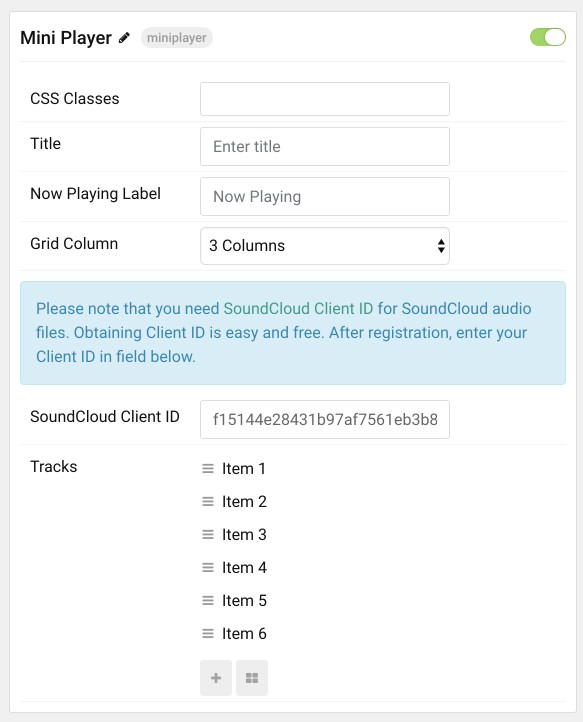 Mini Player miniplayer
CSS Classes
Title Enter title
Now Playing Label Now Playing
Grid Column 3 Columns
Please note that you need SoundCloud Client ID for SoundCloud audio
files. Obtaining Client ID is easy and free. After registration, enter your
Client ID in field below.
SoundCloud Client ID f15144e28431b97af7561eb3b8
Tracks Item 1
Item 2
Item 3
Item 4
Item 5
Item 6